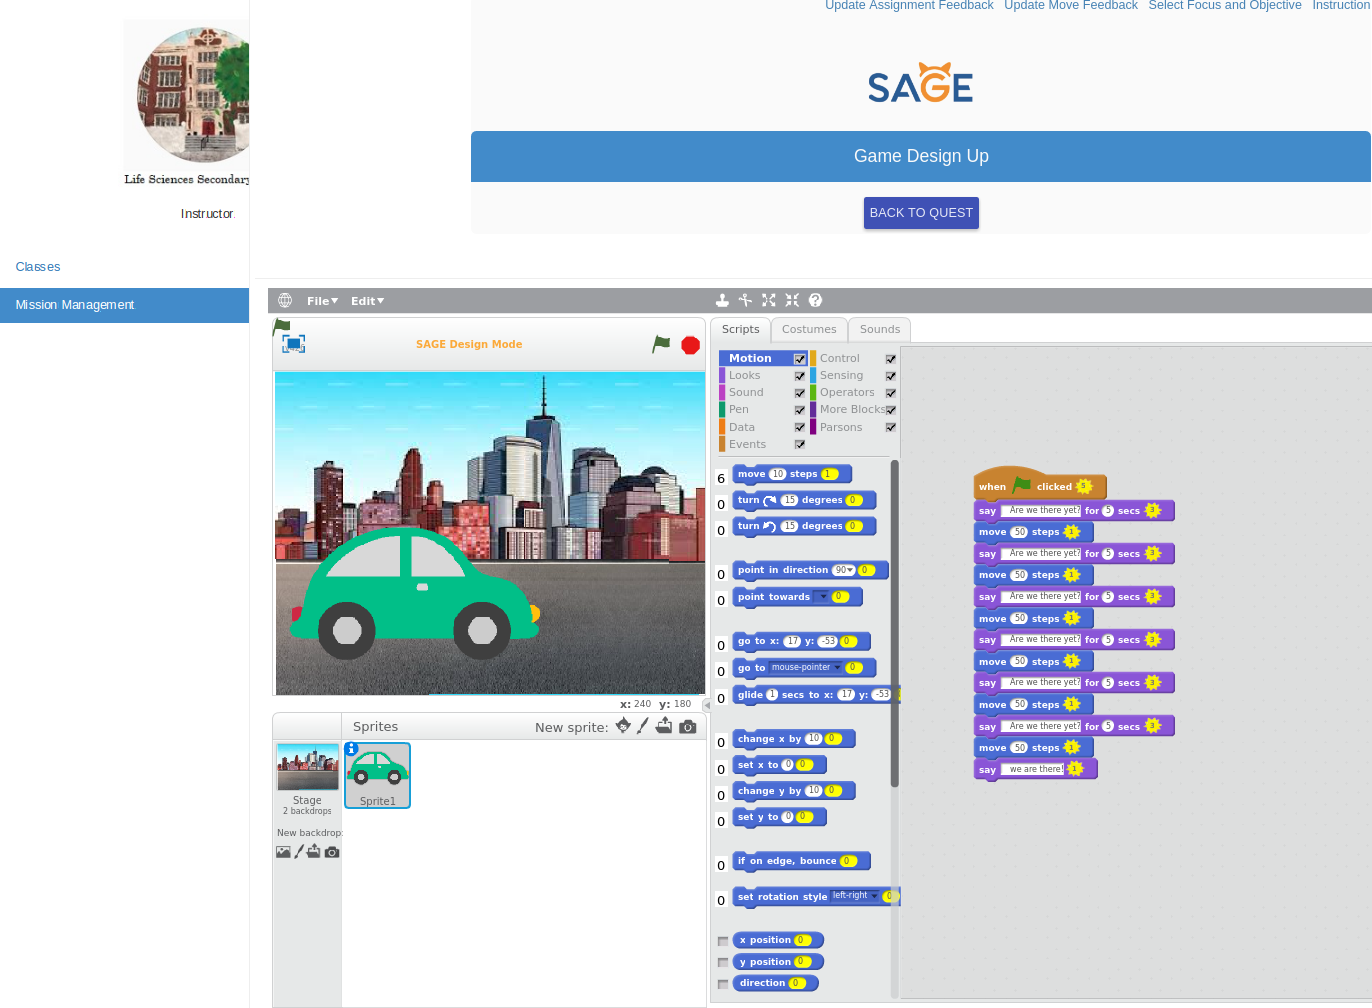 Update Assignment Feedback Update Move Feedback Select Focus and Objective Instruction
SAGE
Game Design Up
BACK TO QUEST
Life Sciences Secondary
Instructor.
Classes
Mission Management
File Edit
SAGE Design Mode
x: 240 y: 180
Sprites New sprite:
Stage
2 backdrops
New backdrop:
Sprite1
Scripts Costumes Sounds
Motion Control
Looks Sensing
Sound Operators
Pen More Blocks
Data Parsons
Events
6 move 10 steps 1
0 turn 15 degrees 0
0 turn 15 degrees 0
0 point in direction 90 0
0 point towards 0
0 go to x: 17 y: -53 0
0 go to mouse-pointer 0
0 glide 1 secs to x: 17 y: -53
0 change x by 10 0
0 set x to 0 0
0 change y by 10 0
0 set y to 0 0
0 if on edge, bounce 0
0 set rotation style left-right 0
x position 0
y position 0
direction 0
when clicked 5
say Are we there yet? for 5 secs 3
move 50 steps 1
say Are we there yet? for 5 secs 3
move 50 steps 1
say Are we there yet? for 5 secs 3
move 50 steps 1
say Are we there yet? for 5 secs 3
move 50 steps 1
say Are we there yet? for 5 secs 3
move 50 steps 1
say Are we there yet? for 5 secs 3
move 50 steps 1
say we are there! 1